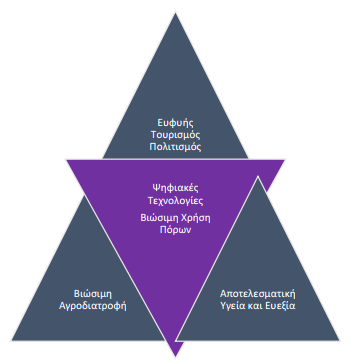 Ευφυής
Τουρισμός
Πολιτισμός
Ψηφιακές
Τεχνολογίες
Βιώσιμη Χρήση
Πόρων
Βιώσιμη
Αγροδιατροφή
Αποτελεσματική
Υγεία και Ευεξία